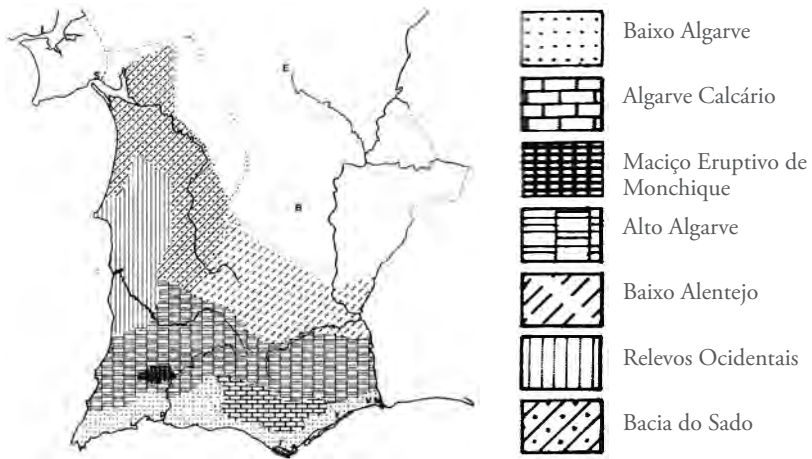 S
E
B
Baixo Algarve
Algarve Calcário
Maciço Eruptivo de
Monchique
Alto Algarve
Baixo Alentejo
Relevos Ocidentais
Bacia do Sado